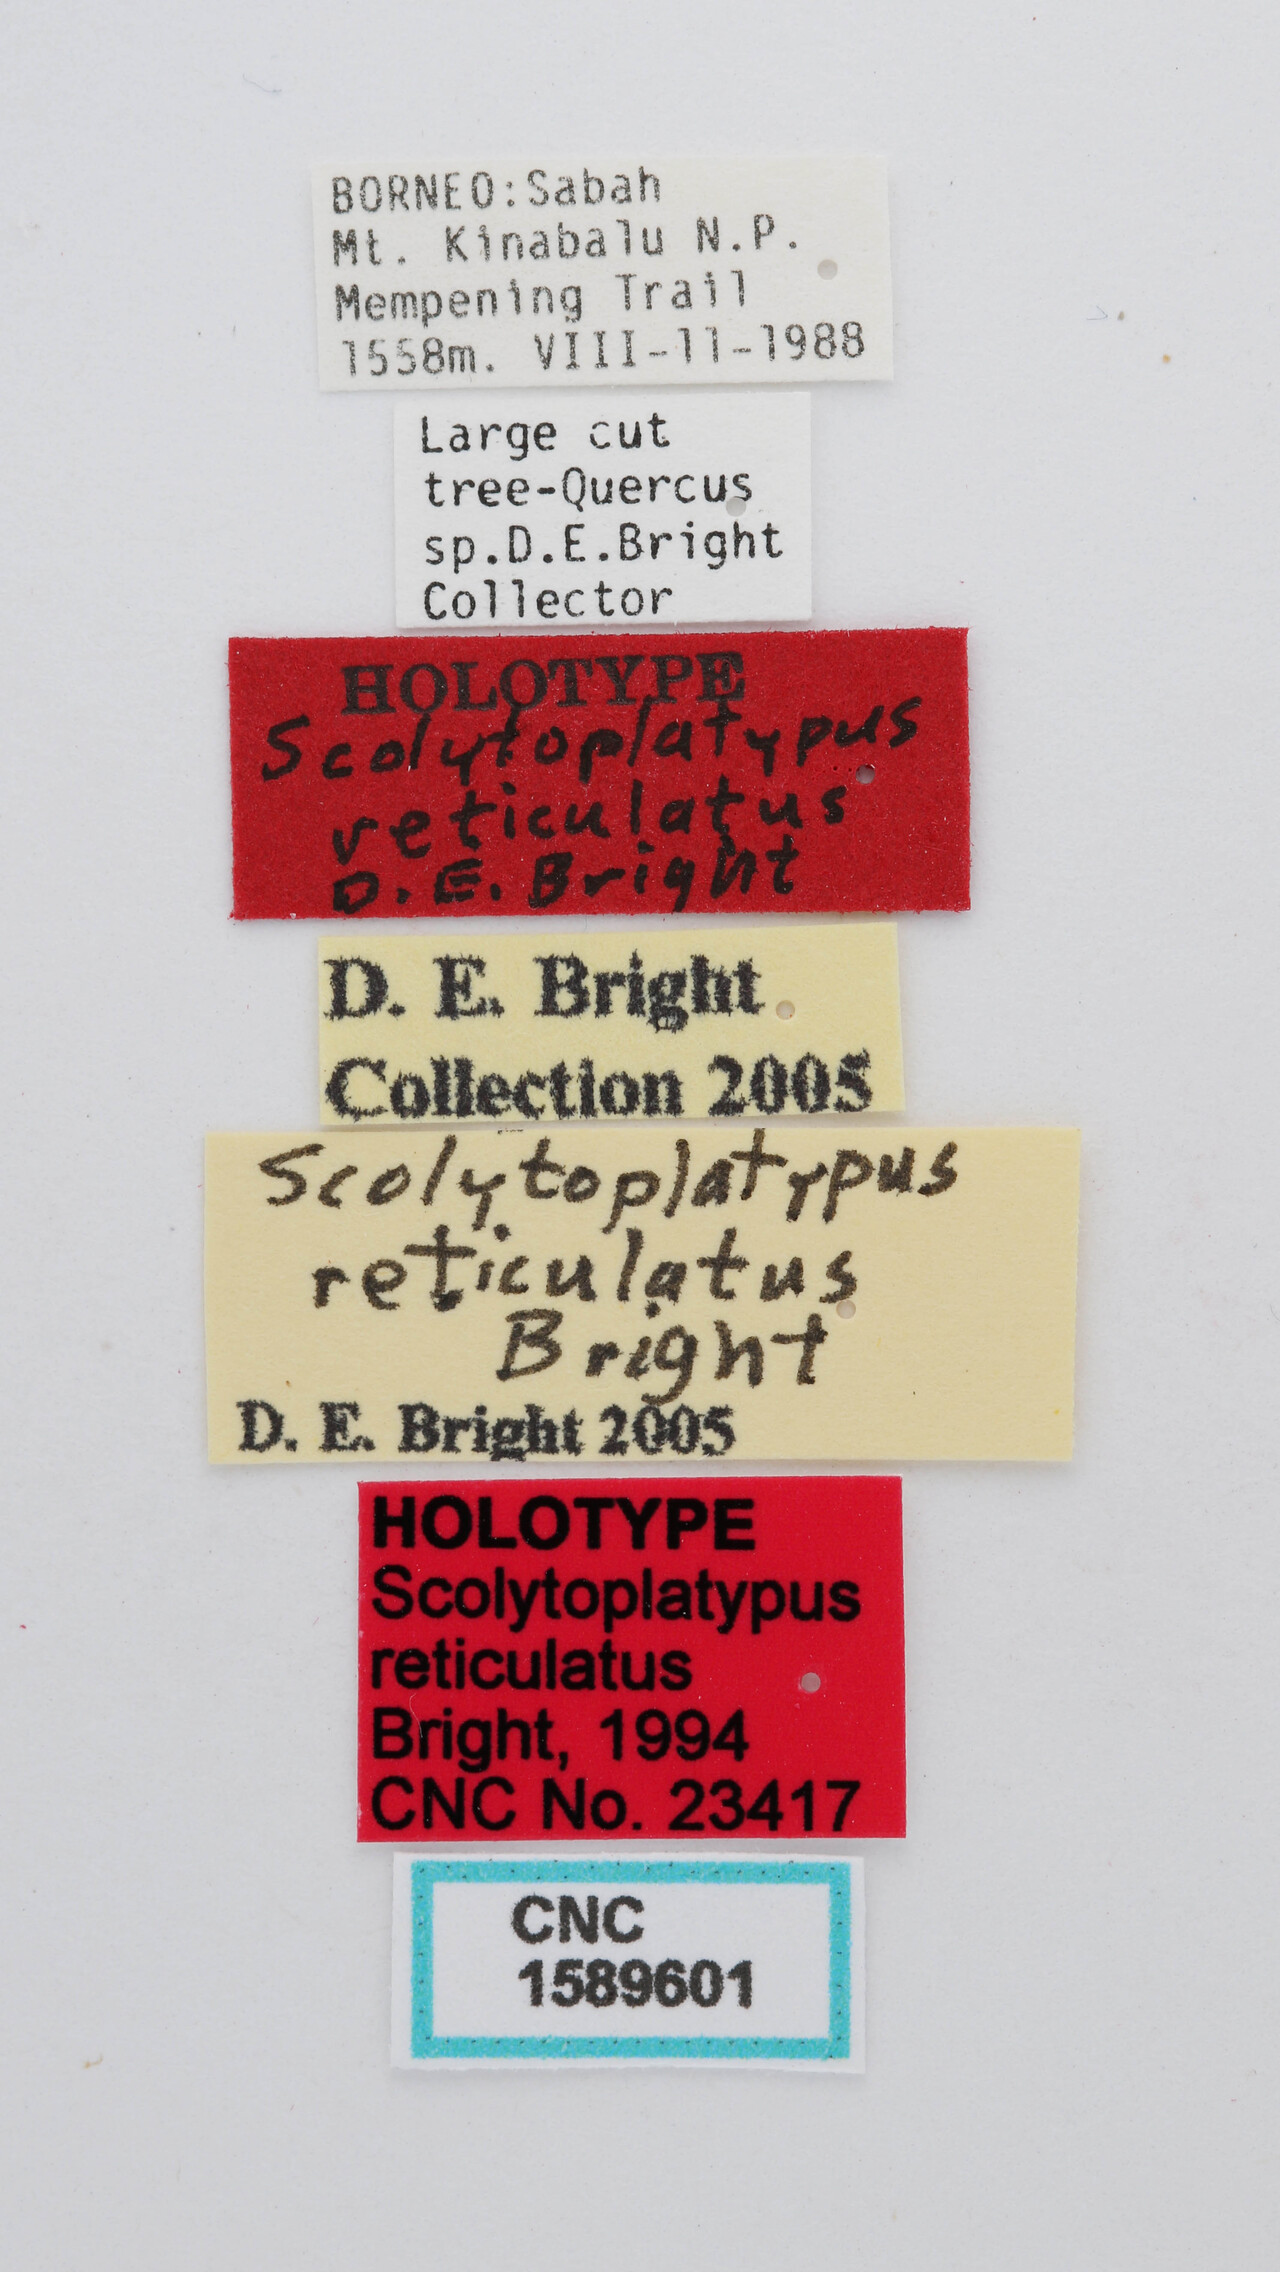 BORNEO:Sabah
Mt. Kinabalu N.P.
Mempening Trail
1558m. VIII-11-1988
Large cut
tree-Quercus
sp.D.E.Bright
Collector
HOLOTYPE
Scolytoplatypus
reticulatus
D.E.Bright
D. E. Bright
Collection 2005
Scolytoplatypus
reticulatus
Bright
D. E. Bright 2005
HOLOTYPE
Scolytoplatypus
reticulatus
Bright, 1994
CNC No. 23417
CNC
1589601